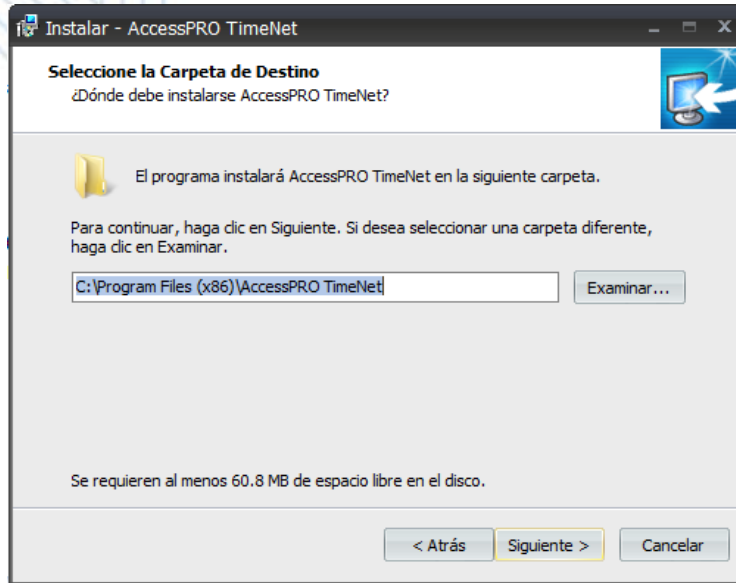 Instalar - AccessPRO TimeNet
Seleccione la Carpeta de Destino
¿Dónde debe instalarse AccessPRO TimeNet?
El programa instalará AccessPRO TimeNet en la siguiente carpeta.
Para continuar, haga clic en Siguiente. Si desea seleccionar una carpeta diferente,
haga clic en Examinar.
C:\Program Files (x86)\AccessPRO TimeNet
Examinar...
Se requieren al menos 60.8 MB de espacio libre en el disco.
< Atrás
Siguiente >
Cancelar